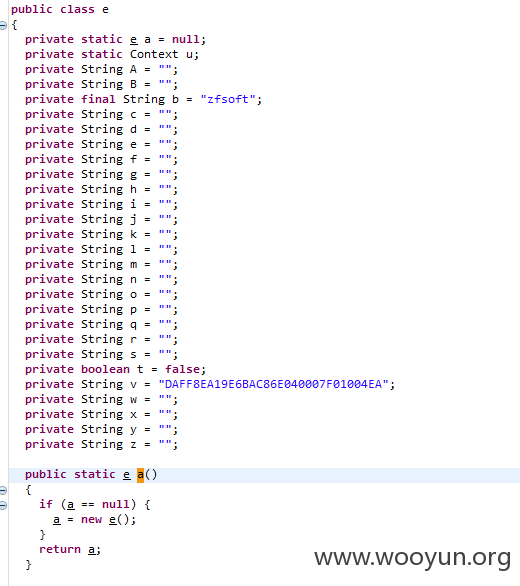 public class e
{
  private static e a = null;
  private static Context u;
  private String A = "";
  private String B = "";
  private final String b = "zfsoft";
  private String c = "";
  private String d = "";
  private String e = "";
  private String f = "";
  private String g = "";
  private String h = "";
  private String i = "";
  private String j = "";
  private String k = "";
  private String l = "";
  private String m = "";
  private String n = "";
  private String o = "";
  private String p = "";
  private String q = "";
  private String r = "";
  private String s = "";
  private boolean t = false;
  private String v = "DAFF8EA19E6BAC86E040007F01004EA";
  private String w = "";
  private String x = "";
  private String y = "";
  private String z = "";
  public static e a()
  {
    if (a == null) {
      a = new e();
    }
    return a;
  }
www.wooyun.org